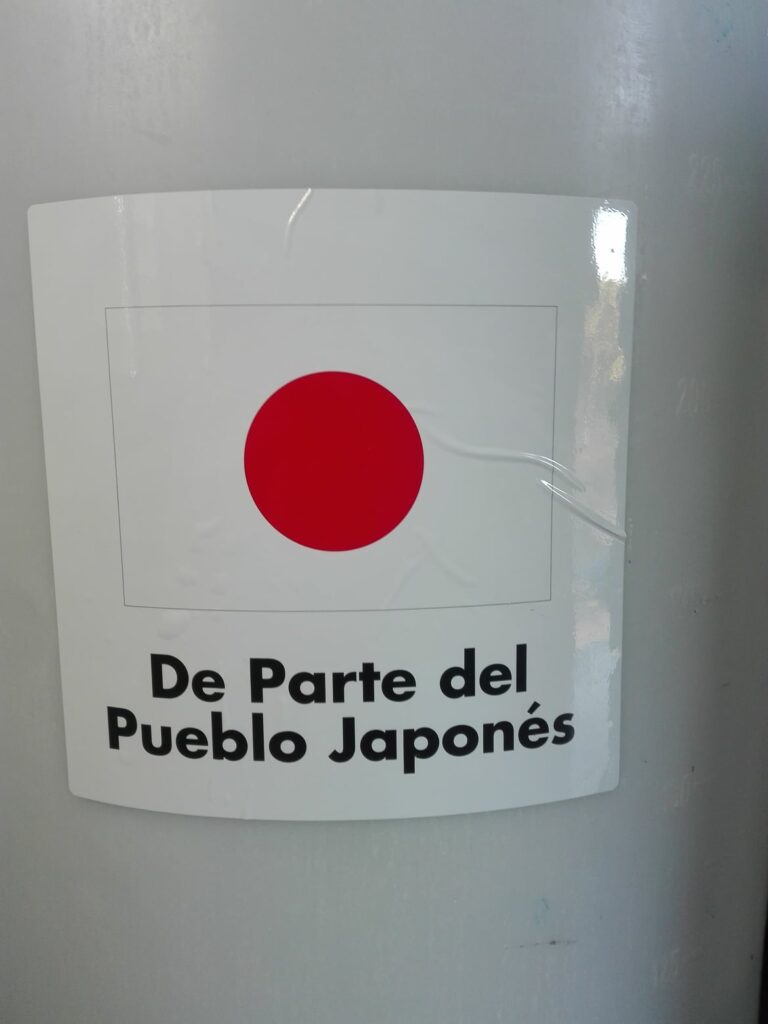 De Parte del
Pueblo Japonés